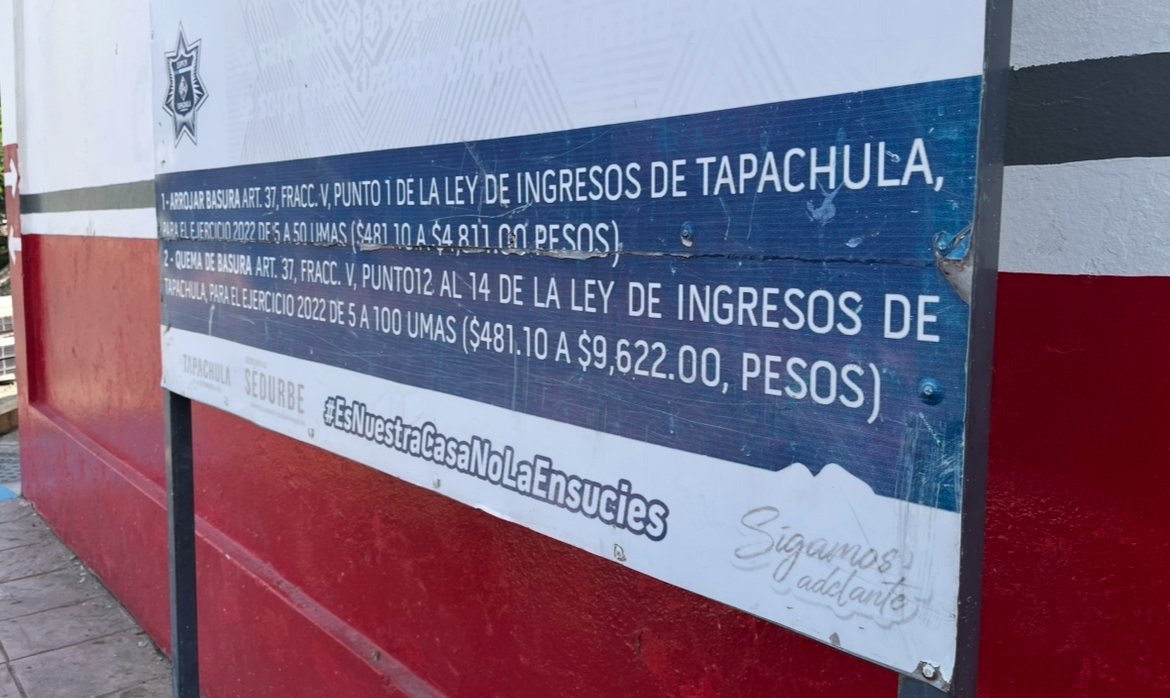 TAPACHULA
1 - ARROJAR BASURA ART. 37, FRACC. V, PUNTO 1 DE LA LEY DE INGRESOS DE TAPACHULA,
PARA EL EJERCICIO 2022 DE 5 A 50 UMAS ($481.10 A $4,811.00 PESOS)
2 - QUEMA DE BASURA ART. 37, FRACC. V, PUNTO12 AL 14 DE LA LEY DE INGRESOS DE
TAPACHULA, PARA EL EJERCICIO 2022 DE 5 A 100 UMAS ($481.10 A $9,622.00, PESOS)
TAPACHULA
SEDURBE
#EsNuestraCasaNoLaEnsucies
Sigamos
adelante